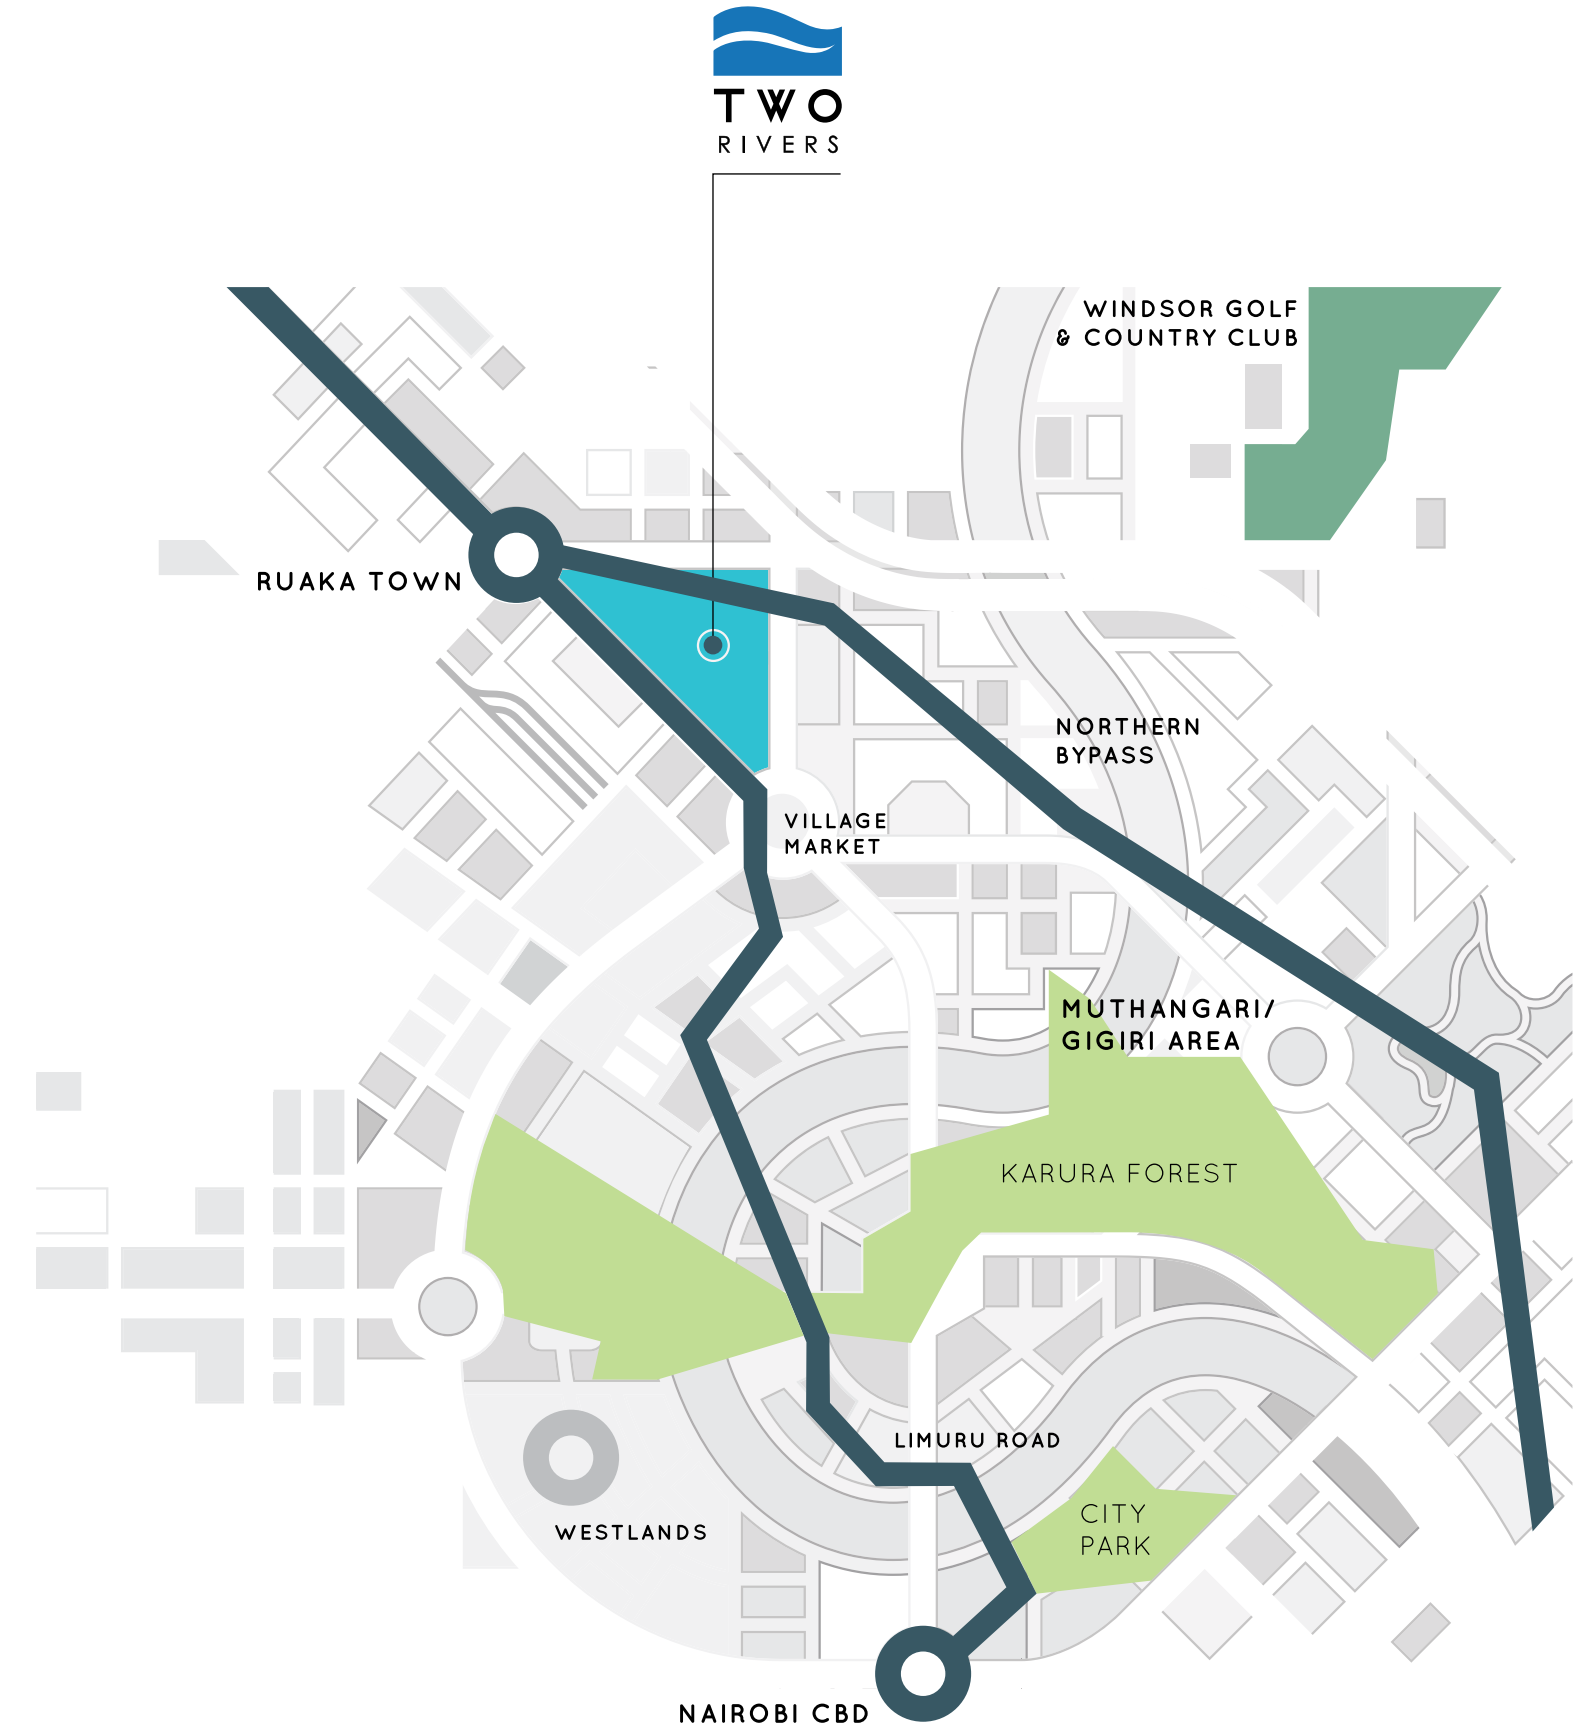 TWO
RIVERS
WINDSOR GOLF
& COUNTRY CLUB
RUAKA TOWN
NORTHERN
BYPASS
VILLAGE
MARKET
MUTHANGARI/
GIGIRI AREA
KARURA FOREST
LIMURU ROAD
CITY
PARK
WESTLANDS
NAIROBI CBD